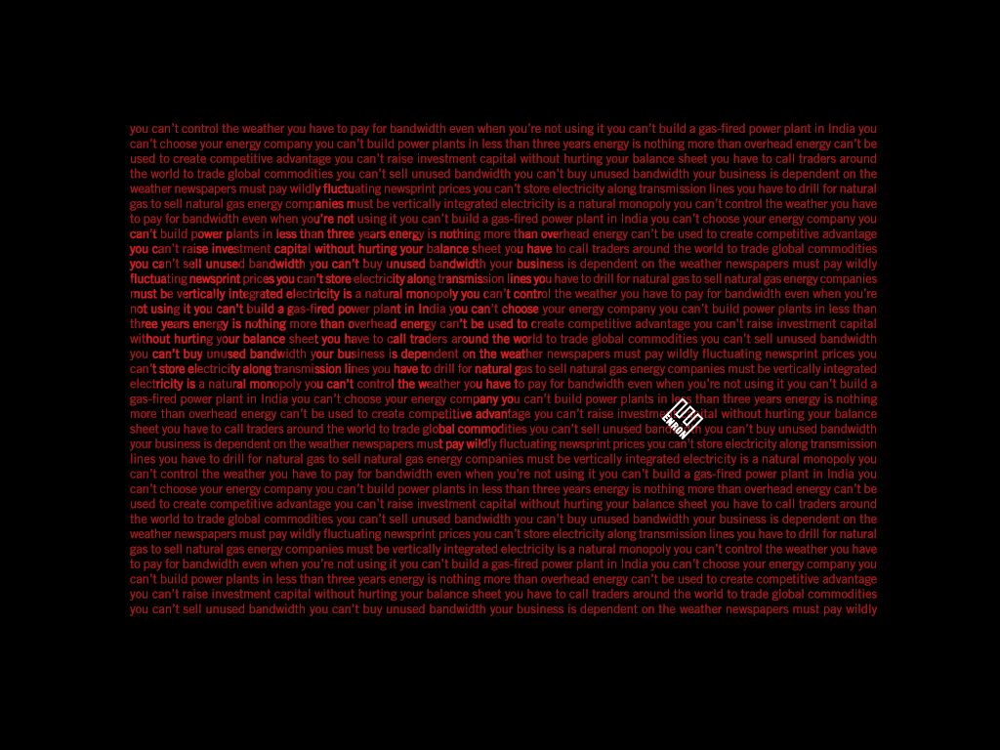 you can't control the weather you have to pay for bandwidth even when you're not using it you can't build a gas-fired power plant in India you
can't choose your energy company you can't build power plants in less than three years energy is nothing more than overhead energy can't be
used to create competitive advantage you can't raise investment capital without hurting your balance sheet you have to call traders around
the world to trade global commodities you can't sell unused bandwidth you can't buy unused bandwidth your business is dependent on the
weather newspapers must pay wildly fluctuating newsprint prices you can't store electricity along transmission lines you have to drill for natural
gas to sell natural gas energy companies must be vertically integrated electricity is a natural monopoly you can't control the weather you have
to pay for bandwidth even when you're not using it you can't build a gas-fired power plant in India you can't choose your energy company you
can't build power plants in less than three years energy is nothing more than overhead energy can't be used to create competitive advantage
you can't raise investment capital without hurting your balance sheet you have to call traders around the world to trade global commodities
you can't sell unused bandwidth you can't buy unused bandwidth your business is dependent on the weather newspapers must pay wildly
fluctuating newsprint prices you can't store electricity along transmission lines you have to drill for natural gas to sell natural gas energy companies
must be vertically integrated electricity is a natural monopoly you can't control the weather you have to pay for bandwidth even when you're
not using it you can't build a gas-fired power plant in India you can't choose your energy company you can't build power plants in less than
three years energy is nothing more than overhead energy can't be used to create competitive advantage you can't raise investment capital
without hurting your balance sheet you have to call traders around the world to trade global commodities you can't sell unused bandwidth
you can't buy unused bandwidth your business is dependent on the weather newspapers must pay wildly fluctuating newsprint prices you
can't store electricity along transmission lines you have to drill for natural gas to sell natural gas energy companies must be vertically integrated
electricity is a natural monopoly you can't control the weather you have to pay for bandwidth even when you're not using it you can't build a
gas-fired power plant in India you can't choose your energy company you can't build power plants in less than three years energy is nothing
more than overhead energy can't be used to create competitive advantage you can't raise investment capital without hurting your balance
sheet you have to call traders around the world to trade global commodities you can't sell unused bandwidth you can't buy unused bandwidth
ENRON
your business is dependent on the weather newspapers must pay wildly fluctuating newsprint prices you can't store electricity along transmission
lines you have to drill for natural gas to sell natural gas energy companies must be vertically integrated electricity is a natural monopoly you
can't control the weather you have to pay for bandwidth even when you're not using it you can't build a gas-fired power plant in India you
can't choose your energy company you can't build power plants in less than three years energy is nothing more than overhead energy can't be
used to create competitive advantage you can't raise investment capital without hurting your balance sheet you have to call traders around
the world to trade global commodities you can't sell unused bandwidth you can't buy unused bandwidth your business is dependent on the
weather newspapers must pay wildly fluctuating newsprint prices you can't store electricity along transmission lines you have to drill for natural
gas to sell natural gas energy companies must be vertically integrated electricity is a natural monopoly you can't control the weather you have
to pay for bandwidth even when you're not using it you can't build a gas-fired power plant in India you can't choose your energy company you
can't build power plants in less than three years energy is nothing more than overhead energy can't be used to create competitive advantage
you can't raise investment capital without hurting your balance sheet you have to call traders around the world to trade global commodities
you can't sell unused bandwidth you can't buy unused bandwidth your business is dependent on the weather newspapers must pay wildly